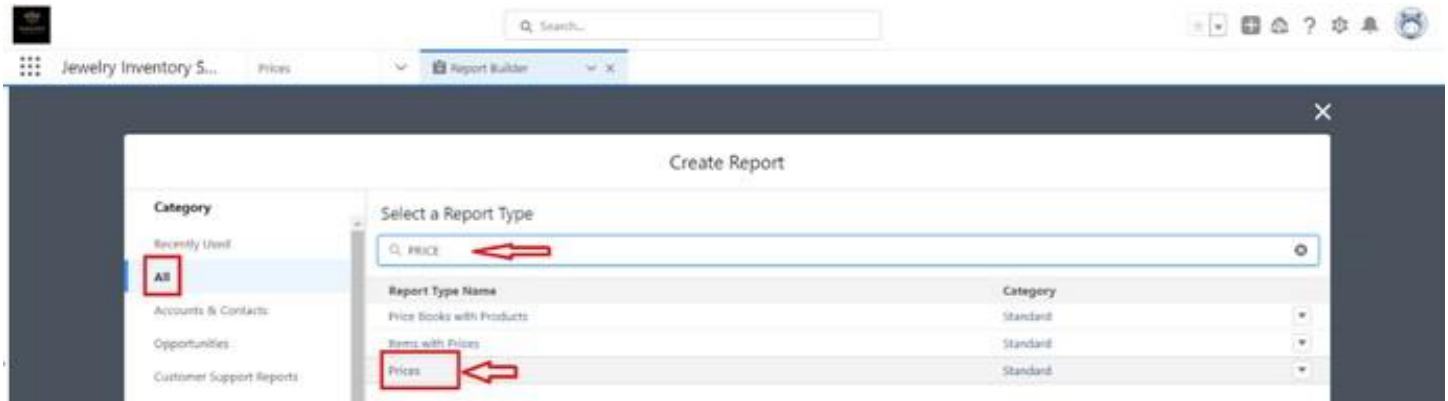 Search...
Jewelry Inventory S... Prices Report Builder
Create Report
Category
Select a Report Type
Recently Used
PRICE
All
Report Type Name Category
Accounts & Contacts
Price Books with Products Standard
Opportunities
Items with Prices Standard
Customer Support Reports
Prices Standard